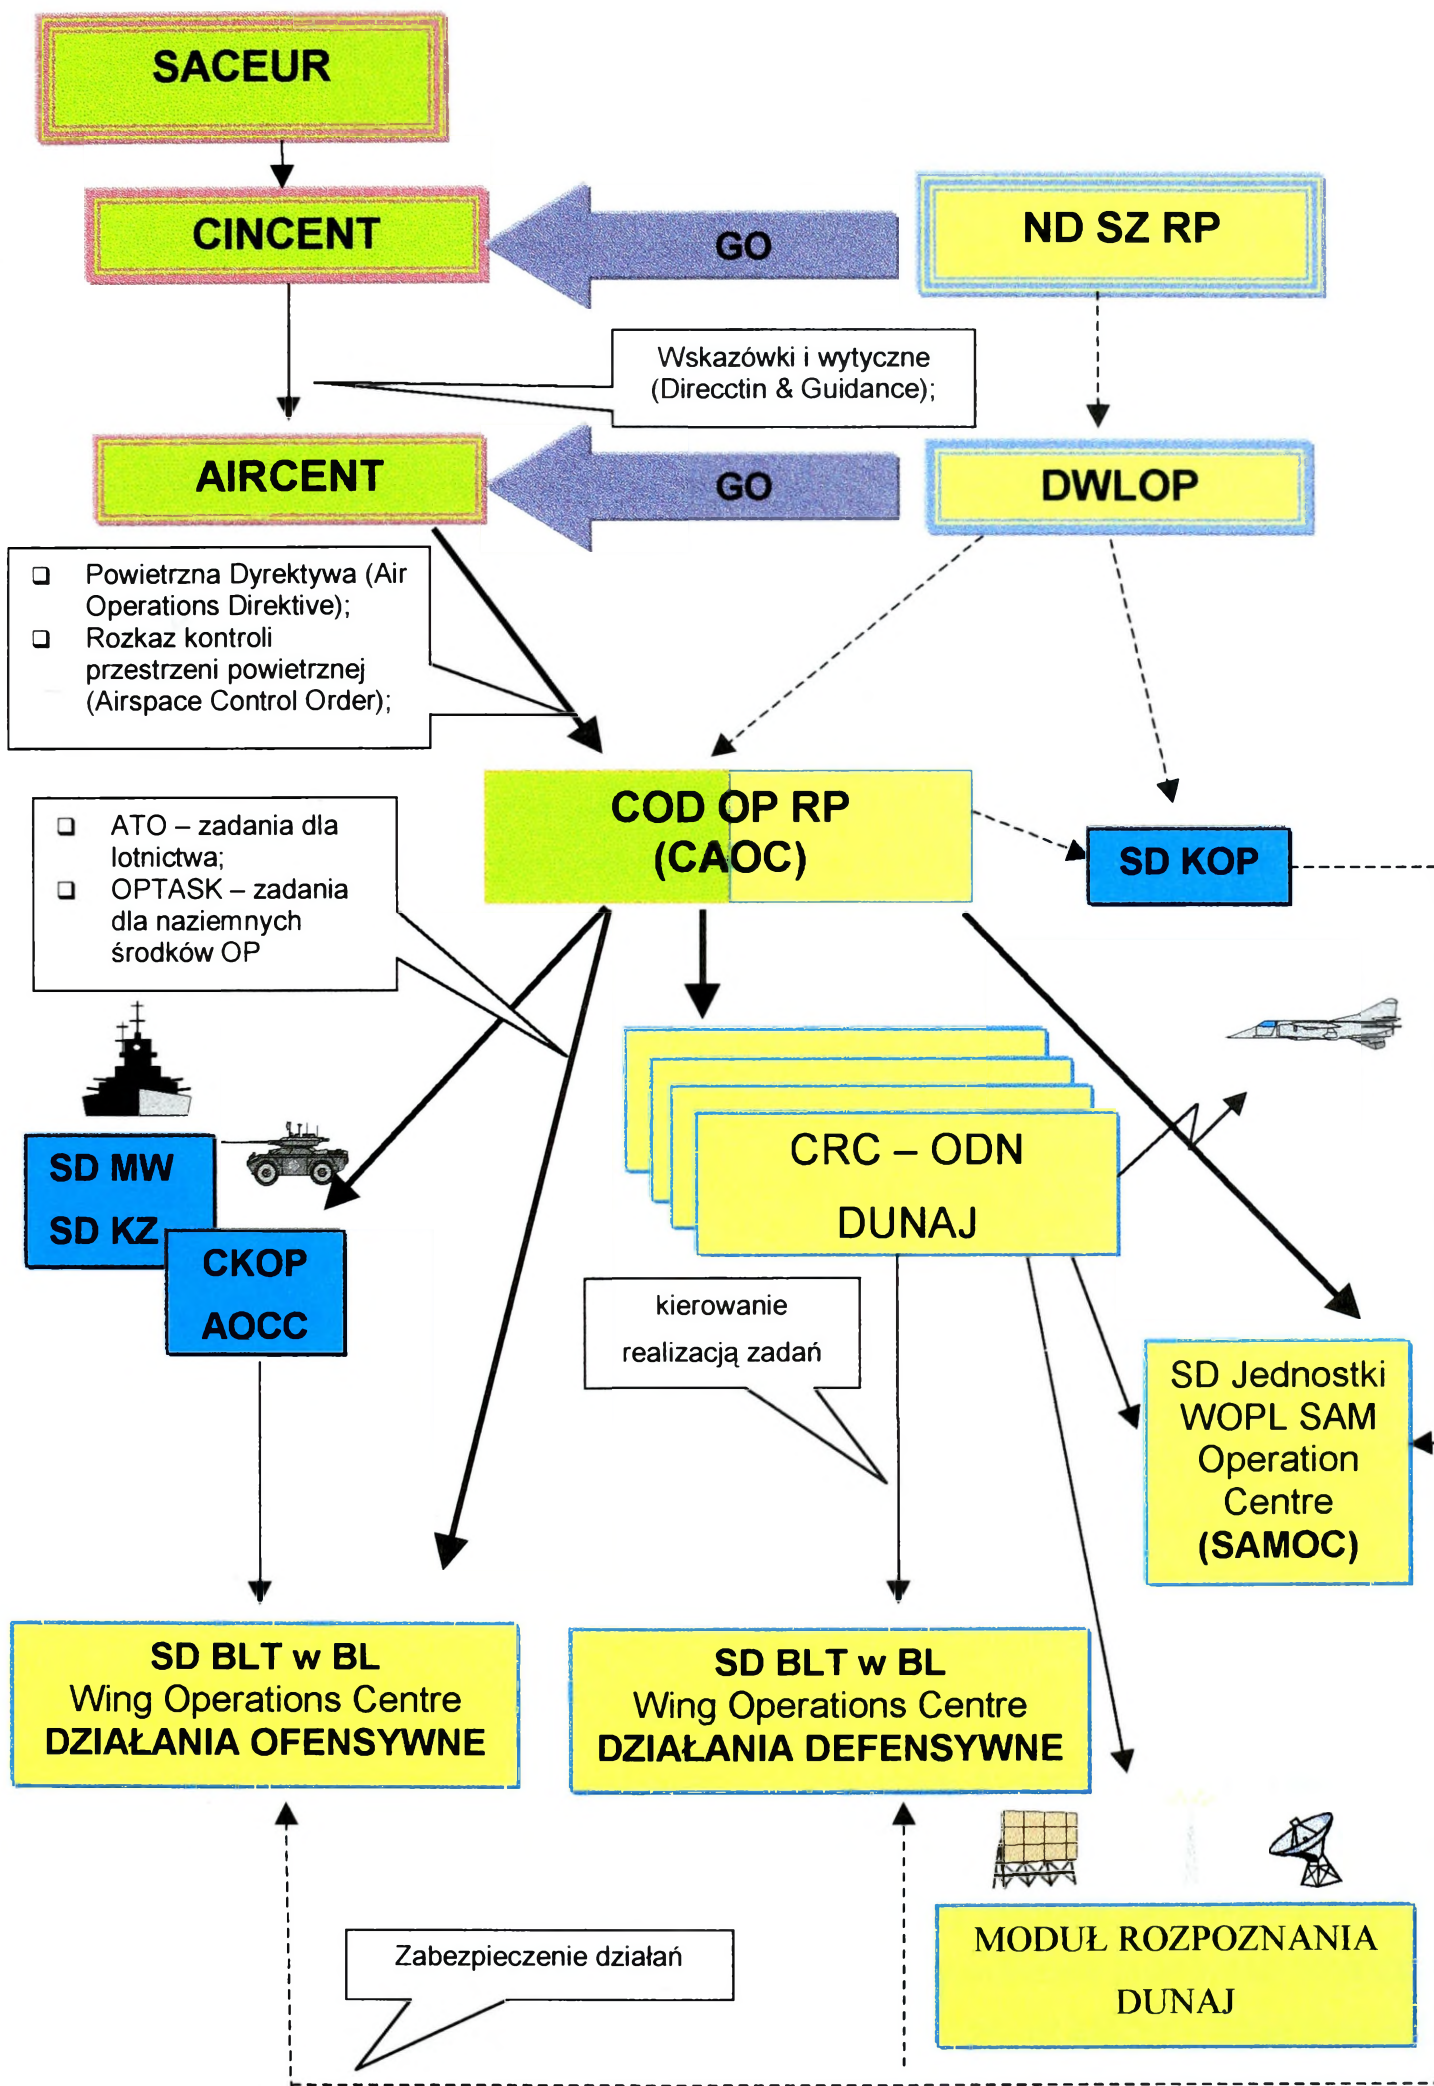 SACEUR
CINCENT
GO
ND SZ RP
Wskazówki i wytyczne
(Direcctin & Guidance);
AIRCENT
GO
DWLOP
❑ Powietrzna Dyrektywa (Air
Operations Direktive);
❑ Rozkaz kontroli
przestrzeni powietrznej
(Airspace Control Order);
COD OP RP
(CAOC)
SD KOP
❑ ATO – zadania dla
lotnictwa;
❑ OPTASK – zadania
dla naziemnych
środków OP
SD MW
SD KZ
CKOP
AOCC
CRC – ODN
DUNAJ
kierowanie
realizacją zadań
SD Jednostki
WOPL SAM
Operation
Centre
(SAMOC)
SD BLT w BL
Wing Operations Centre
DZIAŁANIA OFENSYWNE
SD BLT w BL
Wing Operations Centre
DZIAŁANIA DEFENSYWNE
Zabezpieczenie działań
MODUŁ ROZPOZNANIA
DUNAJ